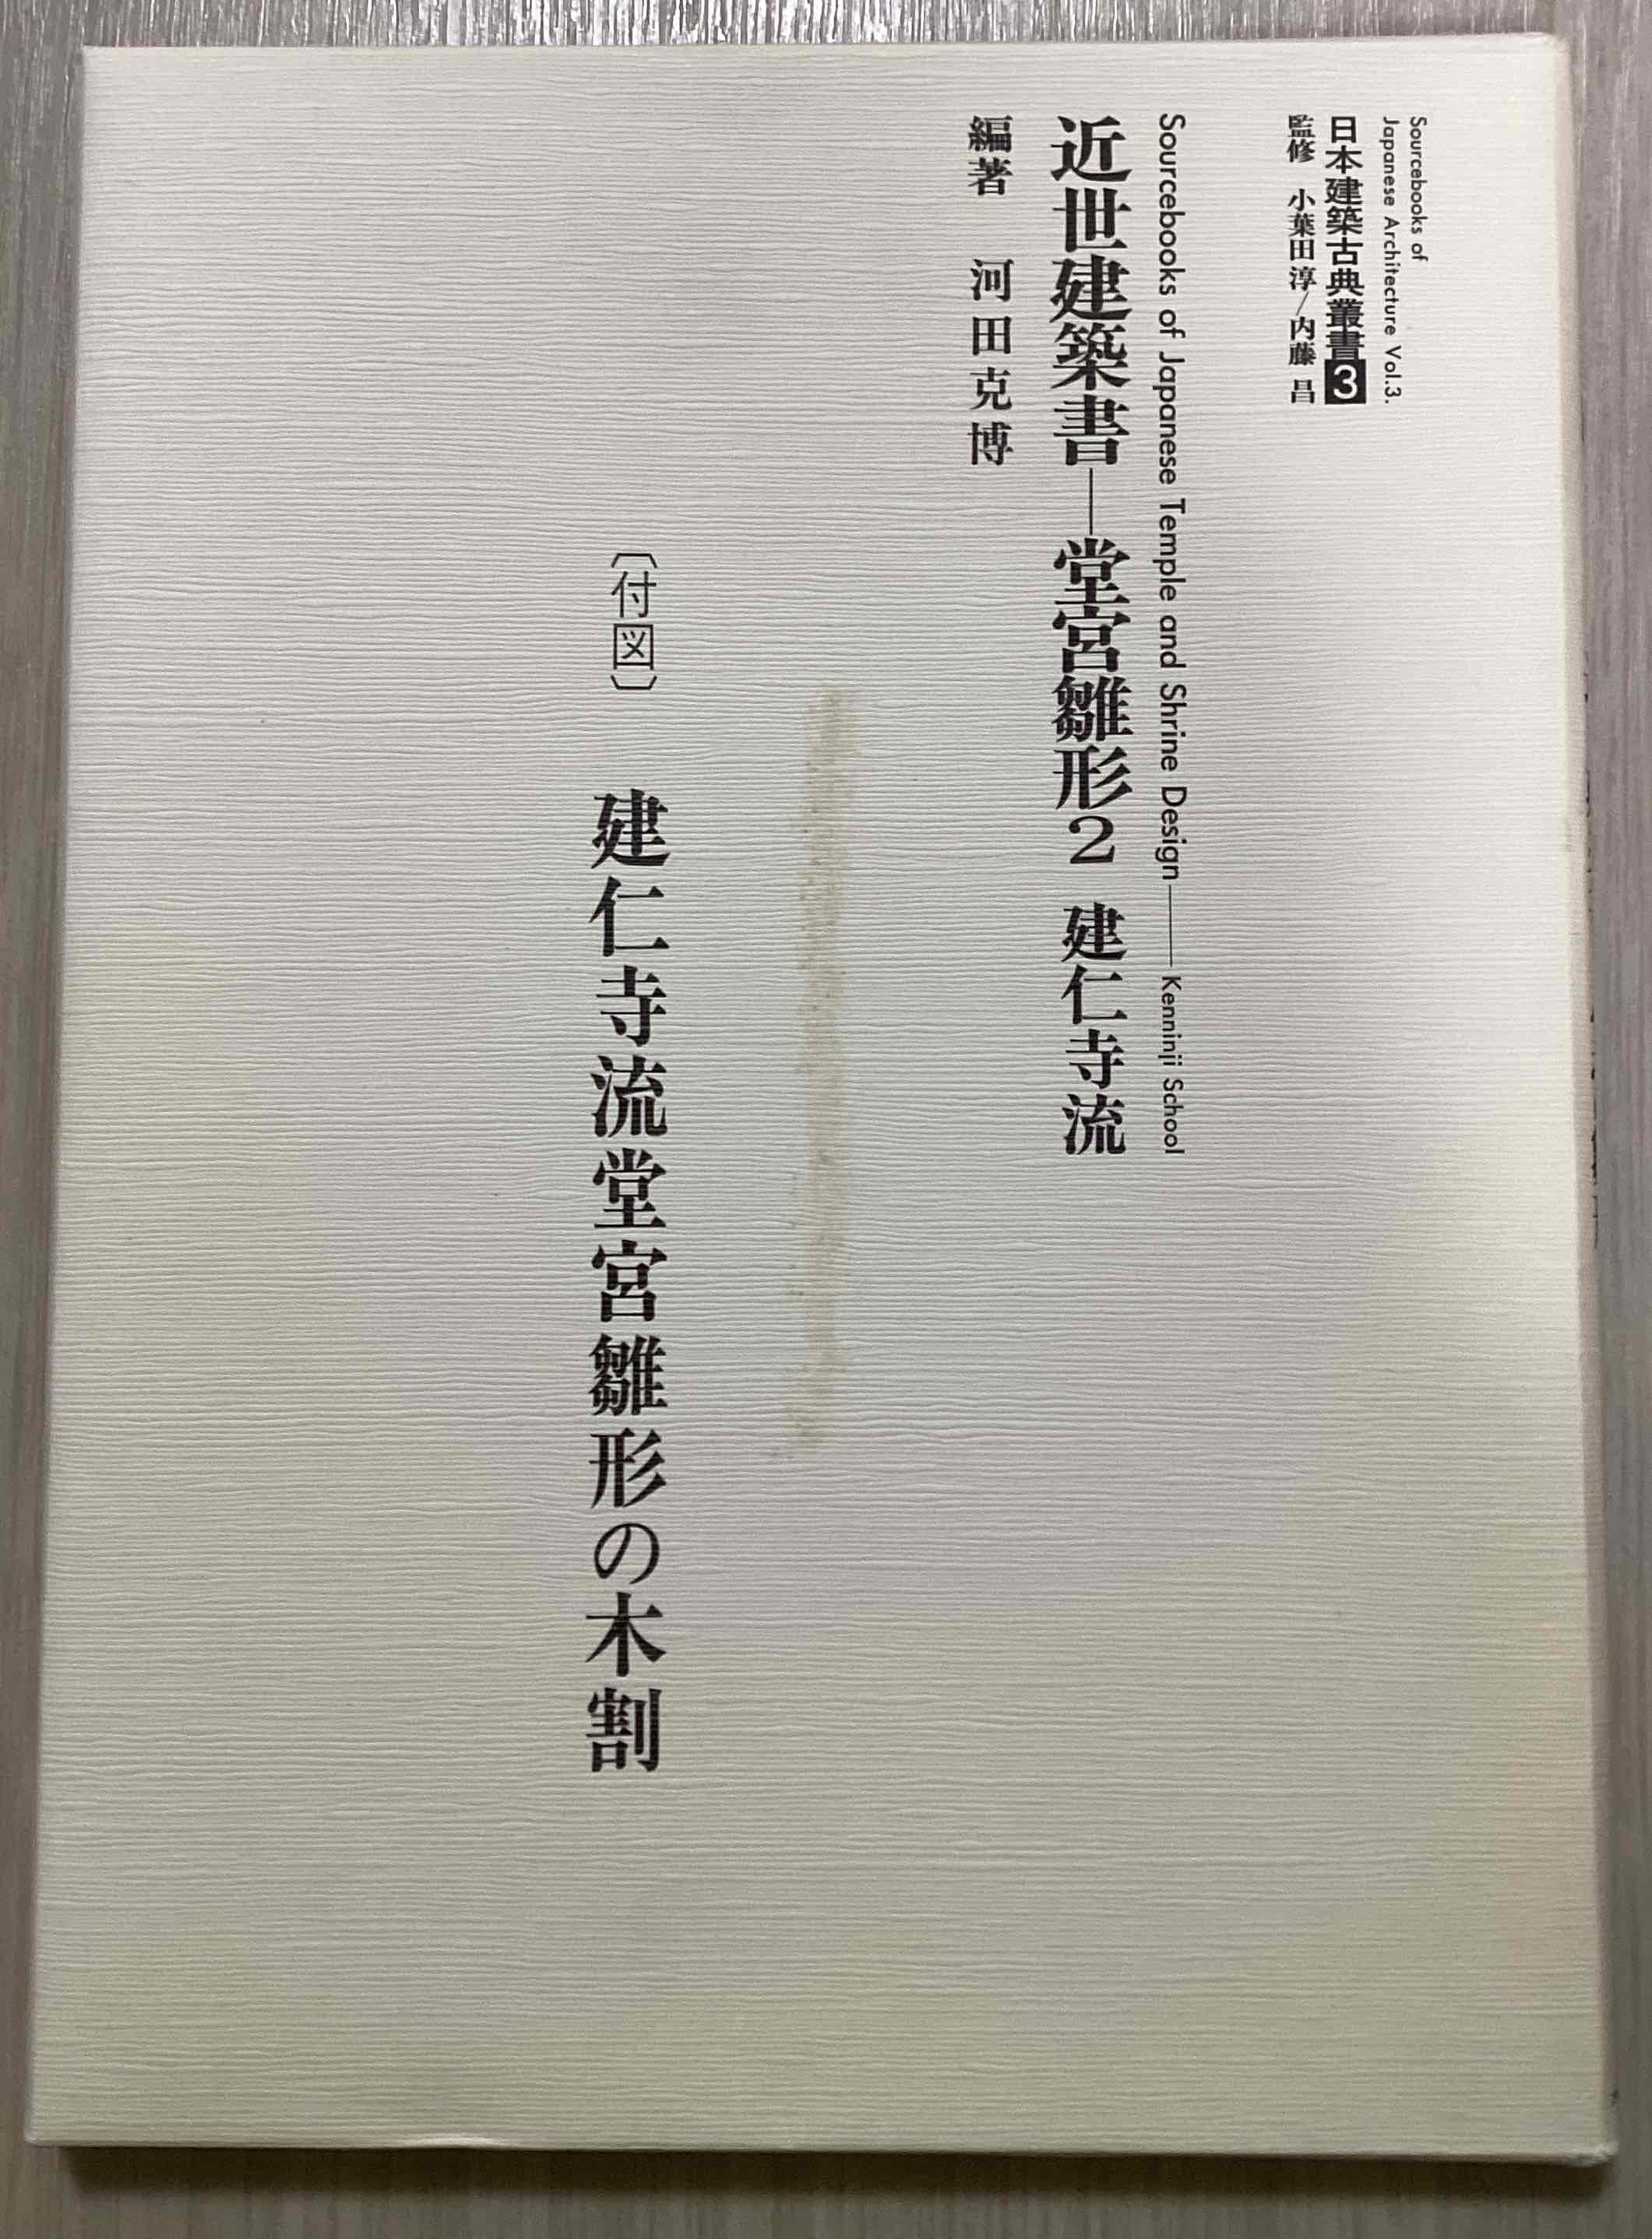 Sourcebooks of
Japanese Architecture Vol.3.
日本建築古典叢書3
監修 小葉田淳/内藤 昌
Sourcebooks of Japanese Temple and Shrine Design——Kenninji School
近世建築書—堂宮雛形2 建仁寺流
編著 河田克博
〔付図〕 建仁寺流堂宮雛形の木割